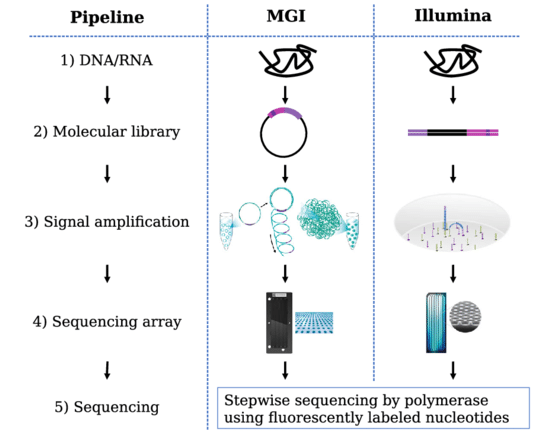 Pipeline MGI Illumina
1) DNA/RNA
2) Molecular library
3) Signal amplification
4) Sequencing array
5) Sequencing
Stepwise sequencing by polymerase
using fluorescently labeled nucleotides